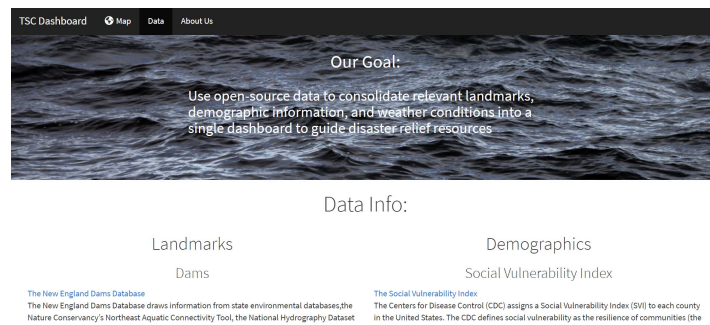 TSC Dashboard Map Data About Us
Our Goal:
Use open-source data to consolidate relevant landmarks,
demographic information, and weather conditions into a
single dashboard to guide disaster relief resources
Data Info:
Landmarks
Dams
The New England Dams Database
The New England Dams Database draws information from state environmental databases,the
Nature Conservancy's Northeast Aquatic Connectivity Tool, the National Hydrography Dataset
Demographics
Social Vulnerability Index
The Social Vulnerability Index
The Centers for Disease Control (CDC) assigns a Social Vulnerability Index (SVI) to each county
in the United States. The CDC defines social vulnerability as the resilience of communities (the